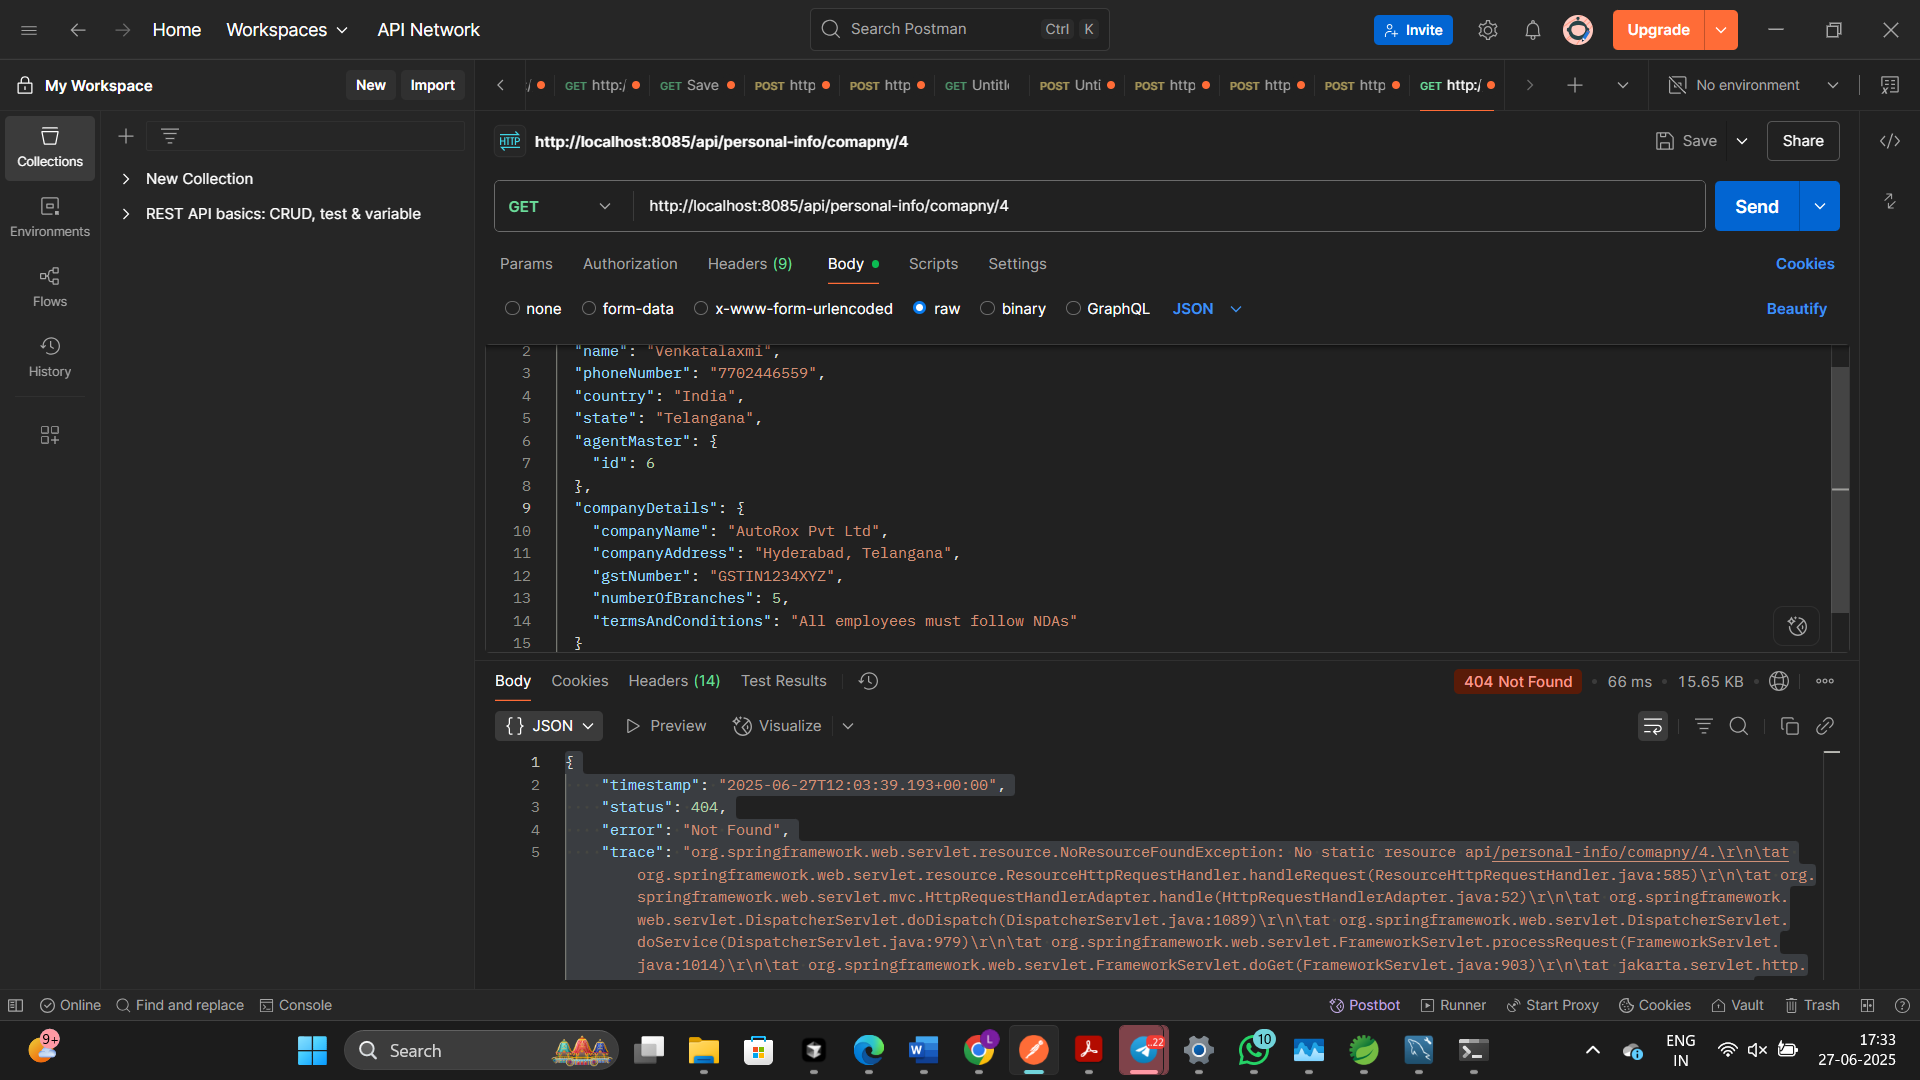 Home
Workspaces
API Network
Search Postman
Ctrl K
Invite
Upgrade
My Workspace
New
Import
GET http:/
GET Save
POST http
POST http
GET Untitl
POST Unti
POST http
POST http
POST http
GET http:/
No environment
Collections
Environments
Flows
History
New Collection
REST API basics: CRUD, test & variable
HTTP
http://localhost:8085/api/personal-info/comapny/4
Save
Share
GET
http://localhost:8085/api/personal-info/comapny/4
Send
Params
Authorization
Headers (9)
Body
Scripts
Settings
Cookies
none
form-data
x-www-form-urlencoded
raw
binary
GraphQL
JSON
Beautify
2 "name": "Venkatalaxmi",
3 "phoneNumber": "7702446559",
4 "country": "India",
5 "state": "Telangana",
6 "agentMaster": {
7 "id": 6
8 },
9 "companyDetails": {
10 "companyName": "AutoRox Pvt Ltd",
11 "companyAddress": "Hyderabad, Telangana",
12 "gstNumber": "GSTIN1234XYZ",
13 "numberOfBranches": 5,
14 "termsAndConditions": "All employees must follow NDAs"
15 }
Body
Cookies
Headers (14)
Test Results
404 Not Found
66 ms
15.65 KB
{} JSON
Preview
Visualize
1 {
2 "timestamp": "2025-06-27T12:03:39.193+00:00",
3 "status": 404,
4 "error": "Not Found",
5 "trace": "org.springframework.web.servlet.resource.NoResourceFoundException: No static resource api/personal-info/comapny/4.\r\n\tat
org.springframework.web.servlet.resource.ResourceHttpRequestHandler.handleRequest(ResourceHttpRequestHandler.java:585)\r\n\tat org.
springframework.web.servlet.mvc.HttpRequestHandlerAdapter.handle(HttpRequestHandlerAdapter.java:52)\r\n\tat org.springframework.
web.servlet.DispatcherServlet.doDispatch(DispatcherServlet.java:1089)\r\n\tat org.springframework.web.servlet.DispatcherServlet.
doService(DispatcherServlet.java:979)\r\n\tat org.springframework.web.servlet.FrameworkServlet.processRequest(FrameworkServlet.
java:1014)\r\n\tat org.springframework.web.servlet.FrameworkServlet.doGet(FrameworkServlet.java:903)\r\n\tat jakarta.servlet.http.
Online
Find and replace
Console
Postbot
Runner
Start Proxy
Cookies
Vault
Trash
9+
Search
L
..22
10
ENG
IN
17:33
27-06-2025